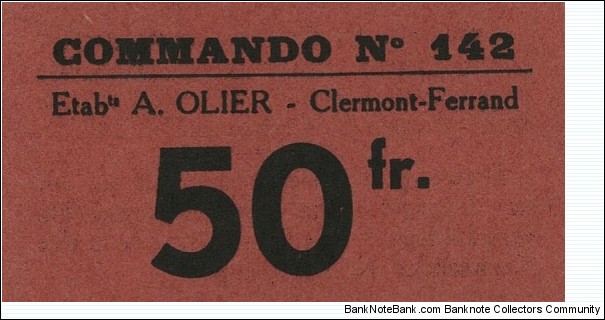 COMMANDO Nº 142
Etabts A. OLIER - Clermont-Ferrand
50 fr.
BankNoteBank.com Banknote Collectors Community